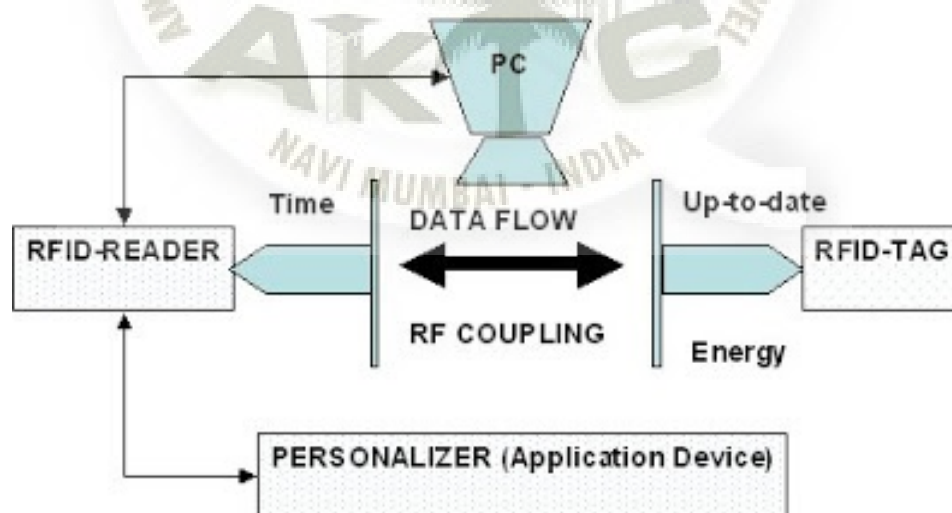 PC
AKTC
NAVI MUMBAI - INDIA
Time
DATA FLOW
Up-to-date
RFID-READER
RFID-TAG
RF COUPLING
Energy
PERSONALIZER (Application Device)